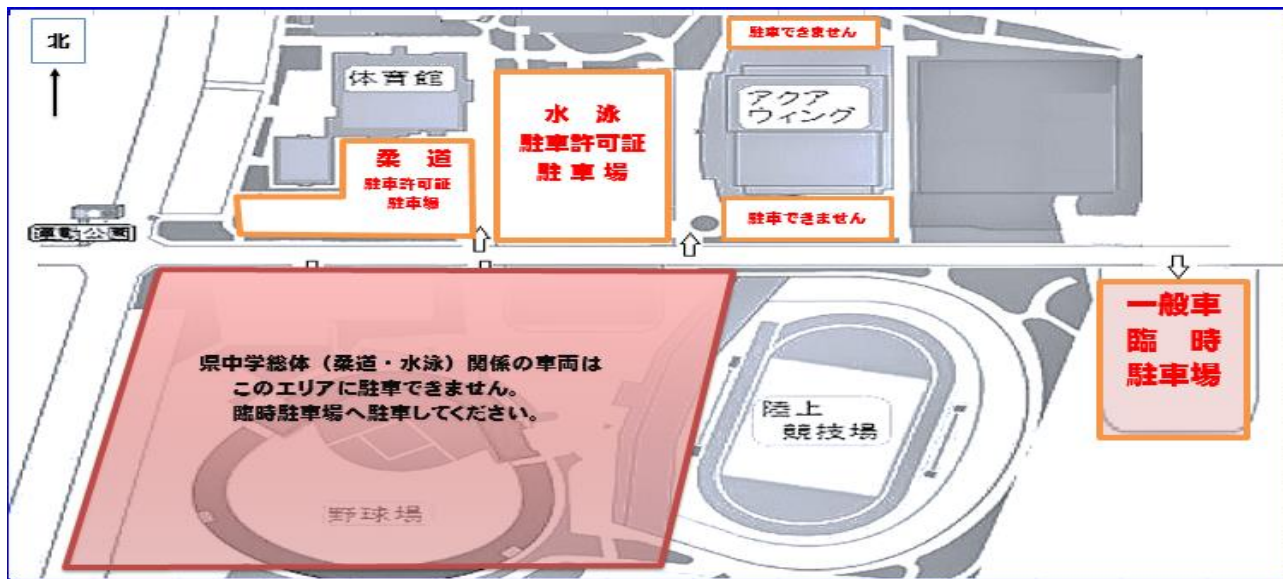 北
駐車できません
体育館
アクア
ウィング
水 泳
駐車許可証
駐 車 場
柔 道
駐車許可証
駐車場
駐車できません
運動公園
一般車
臨 時
駐車場
県中学総体（柔道・水泳）関係の車両は
このエリアに駐車できません。
臨時駐車場へ駐車してください。
陸上
競技場
野球場